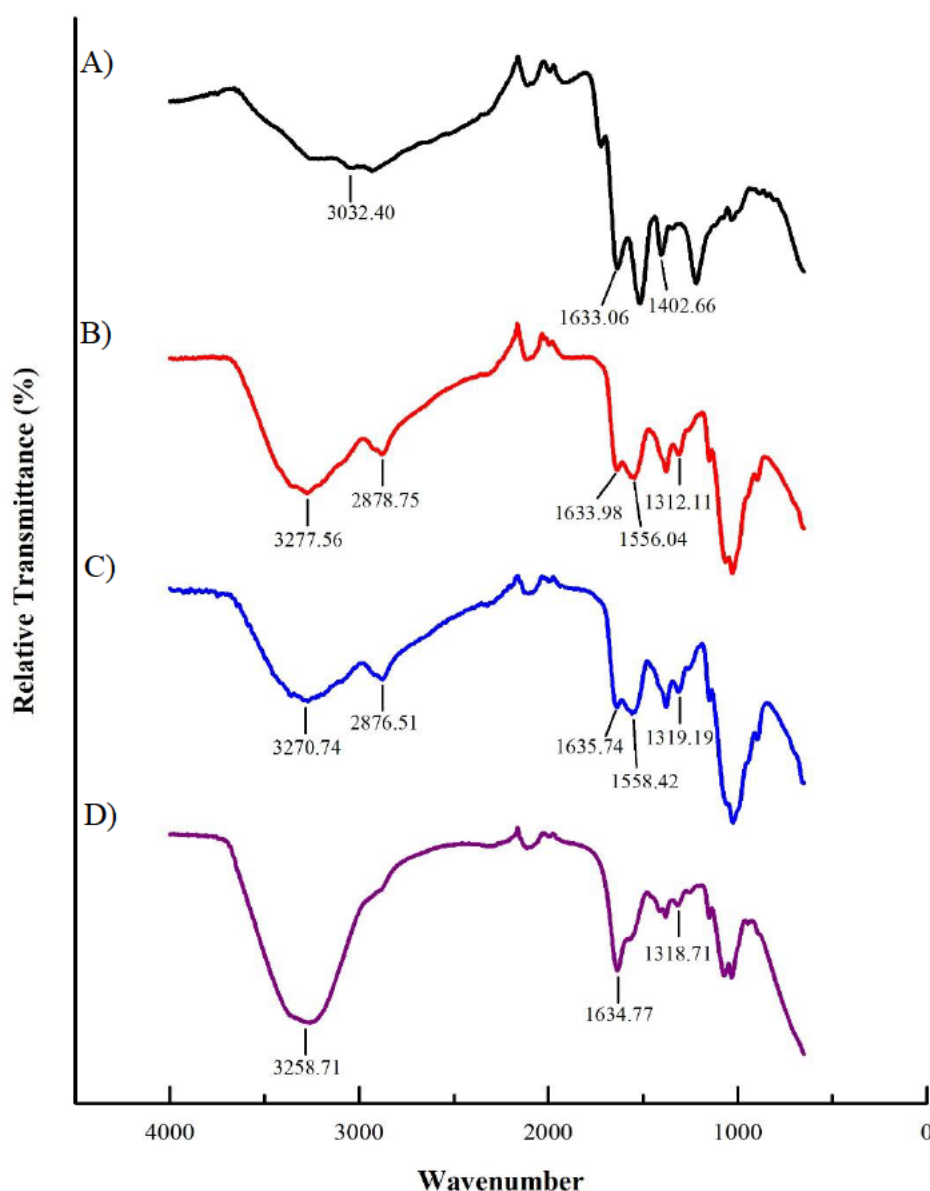 A)
3032.40
1633.06
1402.66
B)
3277.56
2878.75
1633.98
1556.04
1312.11
C)
3270.74
2876.51
1635.74
1558.42
1319.19
D)
3258.71
1634.77
1318.71
Relative Transmittance (%)
4000 3000 2000 1000 0
Wavenumber